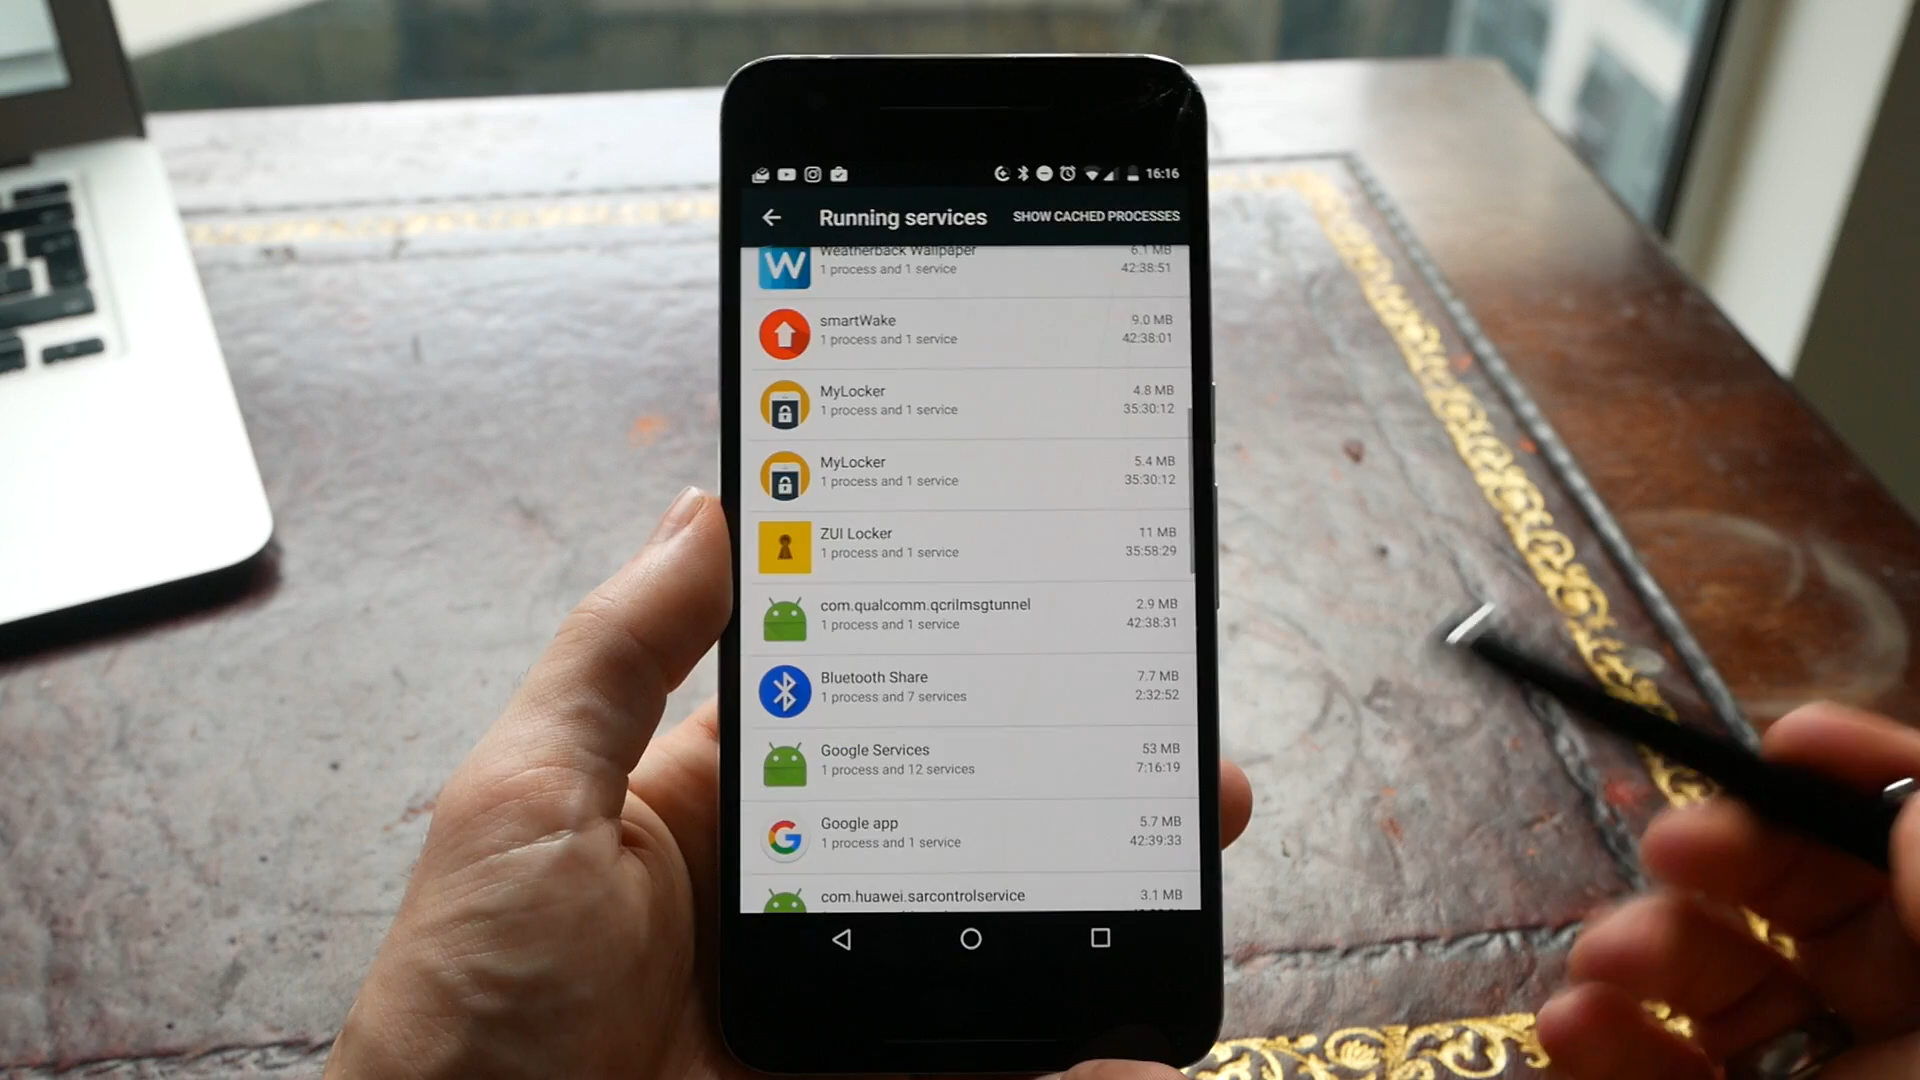 16:16
Running services SHOW CACHED PROCESSES
Weatherback Wallpaper 6.1 MB
1 process and 1 service 42:38:51
smartWake 9.0 MB
1 process and 1 service 42:38:01
MyLocker 4.8 MB
1 process and 1 service 35:30:12
MyLocker 5.4 MB
1 process and 1 service 35:30:12
ZUI Locker 11 MB
1 process and 1 service 35:58:29
com.qualcomm.qcrilmsgtunnel 2.9 MB
1 process and 1 service 42:38:31
Bluetooth Share 7.7 MB
1 process and 7 services 2:32:52
Google Services 53 MB
1 process and 12 services 7:16:19
Google app 5.7 MB
1 process and 1 service 42:39:33
com.huawei.sarcontrolservice 3.1 MB